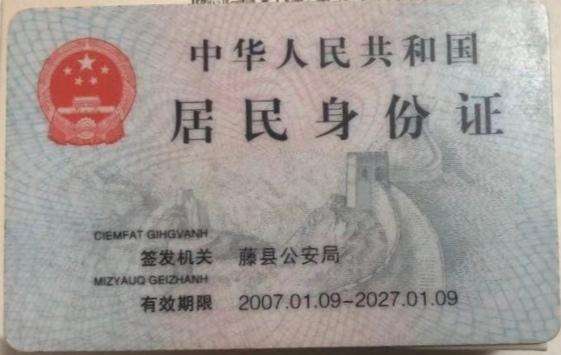 中华人民共和国
居民身份证
CIEMFAT GIHGVANH
签发机关 藤县公安局
MIZYAUQ GEIZHANH
有效期限 2007.01.09-2027.01.09